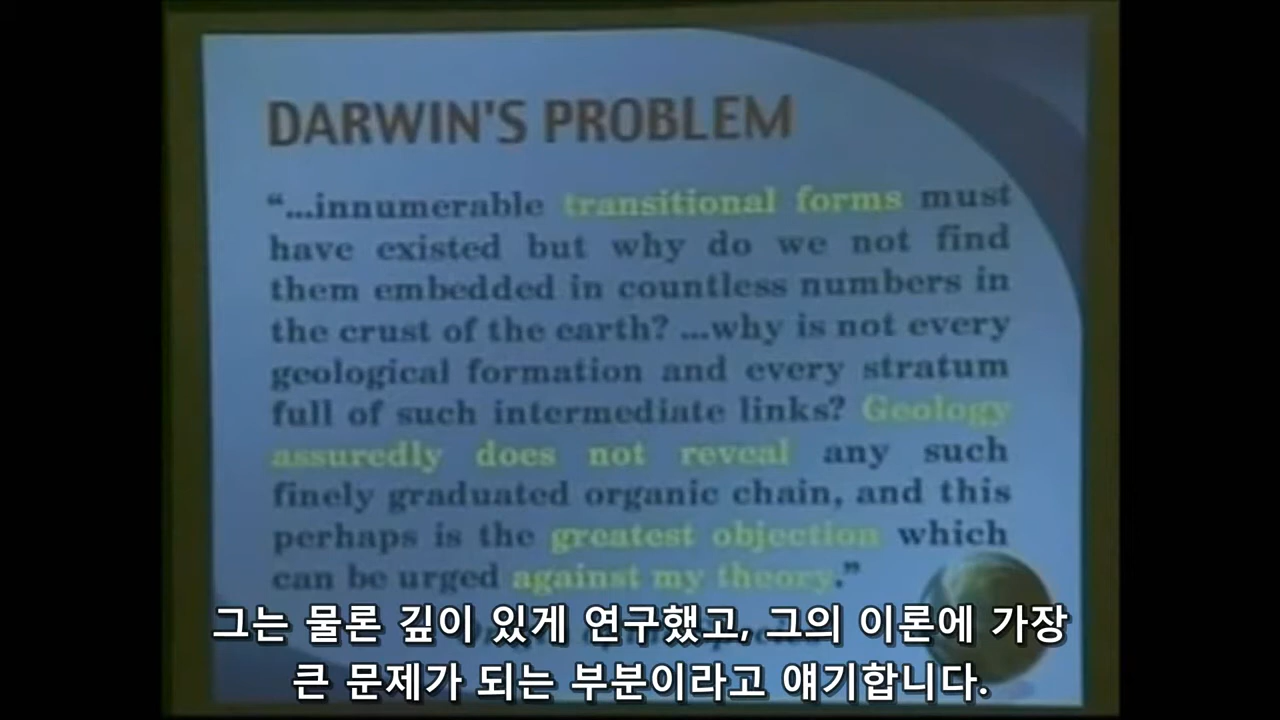 DARWIN'S PROBLEM
“...innumerable transitional forms must
have existed but why do we not find
them embedded in countless numbers in
the crust of the earth? ...why is not every
geological formation and every stratum
full of such intermediate links? Geology
assuredly does not reveal any such
finely graduated organic chain, and this
perhaps is the greatest objection which
can be urged against my theory.”
그는 물론 깊이 있게 연구했고, 그의 이론에 가장
큰 문제가 되는 부분이라고 얘기합니다.